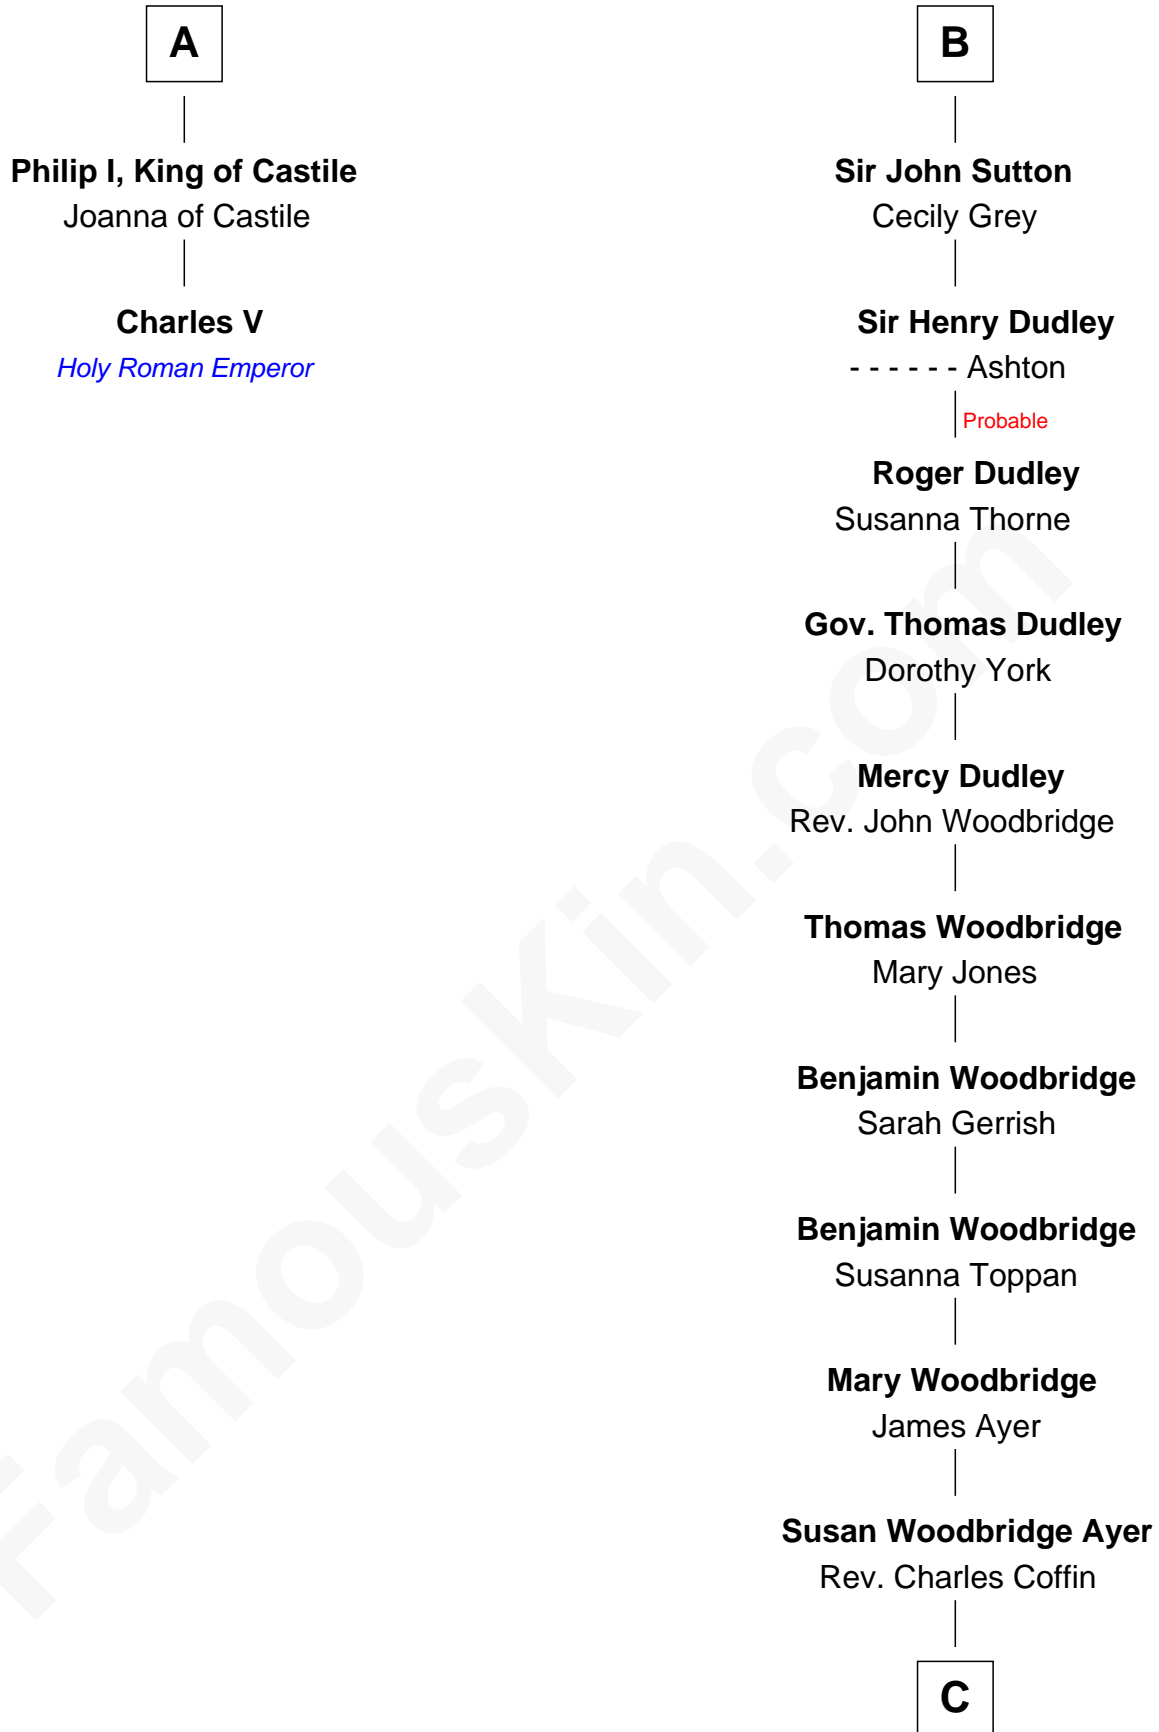 A
Philip I, King of Castile
Joanna of Castile
Charles V
Holy Roman Emperor
B
Sir John Sutton
Cecily Grey
Sir Henry Dudley
- - - - - - Ashton
Probable
Roger Dudley
Susanna Thorne
Gov. Thomas Dudley
Dorothy York
Mercy Dudley
Rev. John Woodbridge
Thomas Woodbridge
Mary Jones
Benjamin Woodbridge
Sarah Gerrish
Benjamin Woodbridge
Susanna Toppan
Mary Woodbridge
James Ayer
Susan Woodbridge Ayer
Rev. Charles Coffin
C
FamousKin.com